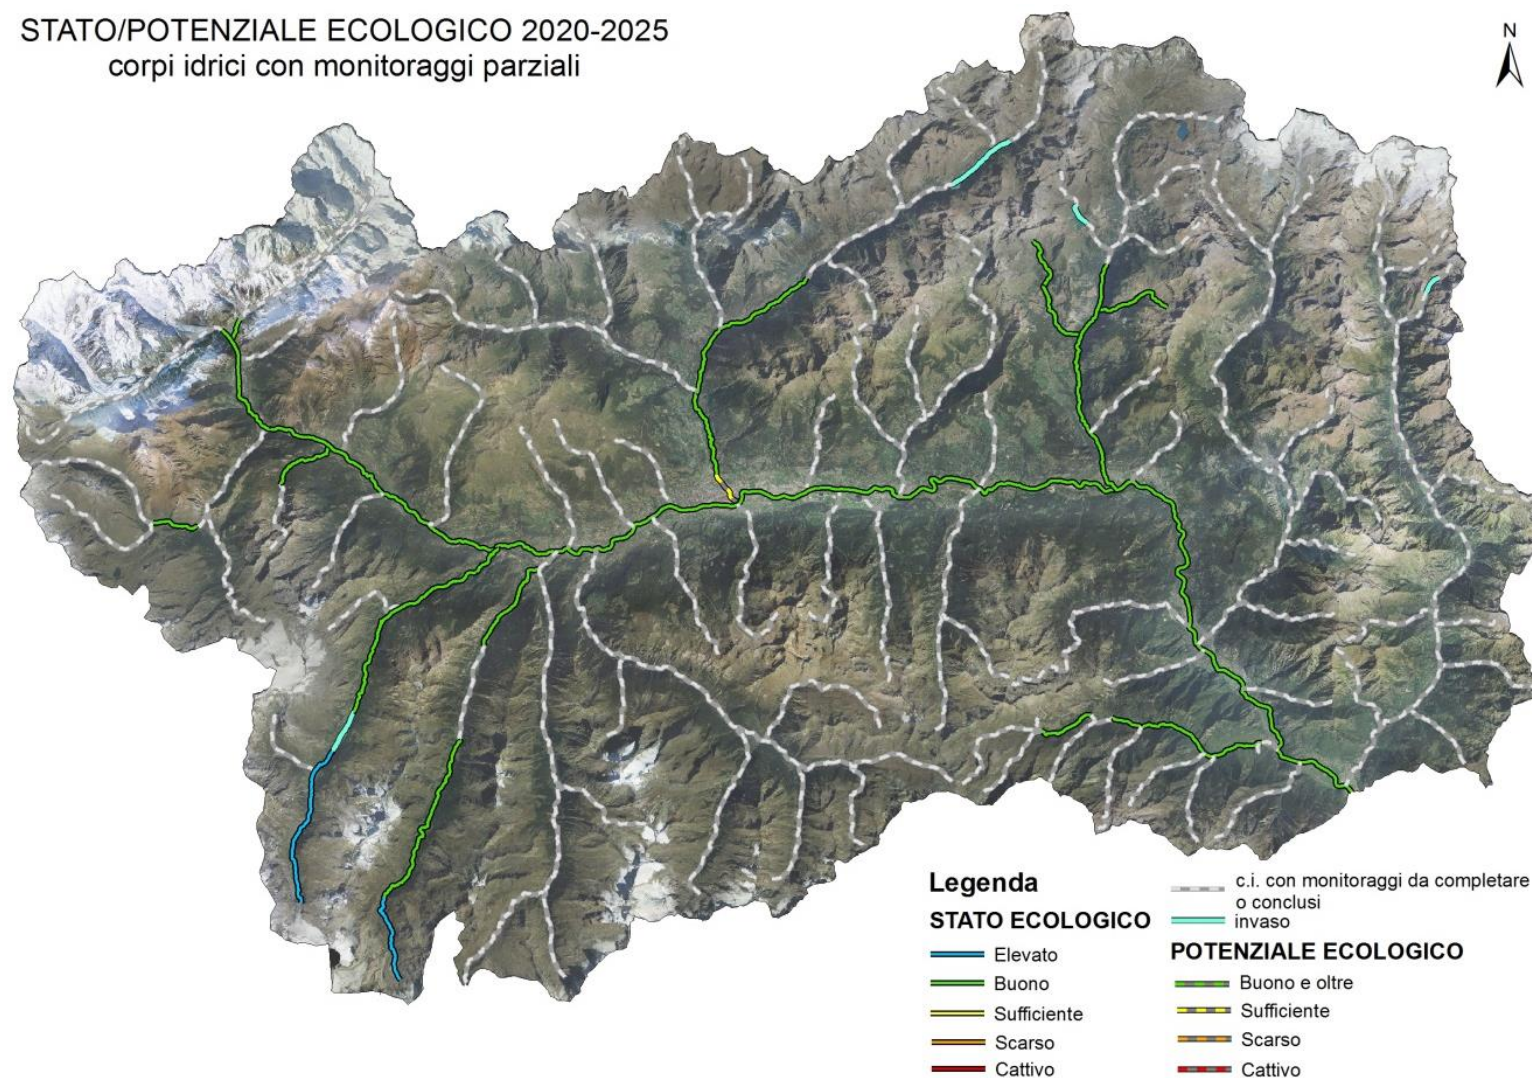 STATO/POTENZIALE ECOLOGICO 2020-2025
corpi idrici con monitoraggi parziali
N
Legenda
STATO ECOLOGICO
Elevato
Buono
Sufficiente
Scarso
Cattivo
c.i. con monitoraggi da completare
o conclusi
invaso
POTENZIALE ECOLOGICO
Buono e oltre
Sufficiente
Scarso
Cattivo